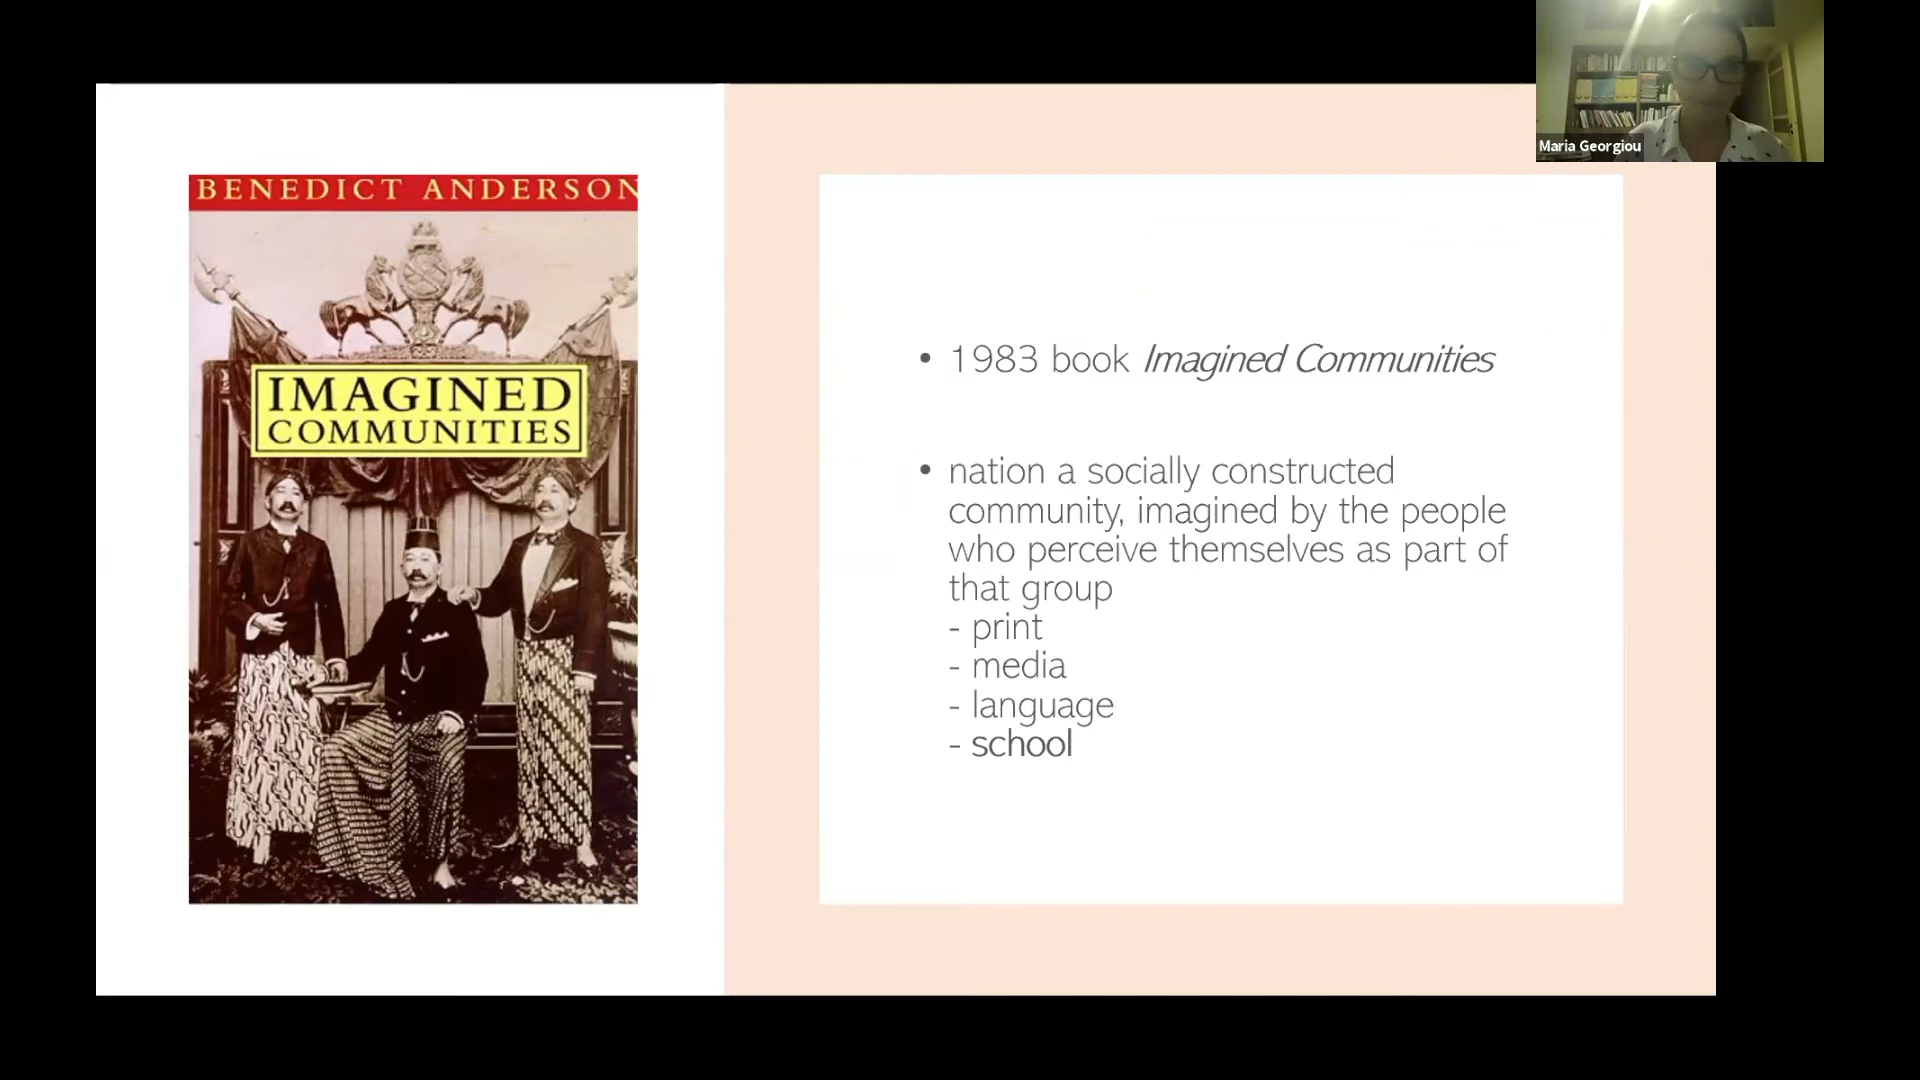 Maria Georgiou
BENEDICT ANDERSON
IMAGINED
COMMUNITIES
• 1983 book Imagined Communities
• nation a socially constructed
community, imagined by the people
who perceive themselves as part of
that group
- print
- media
- language
- school